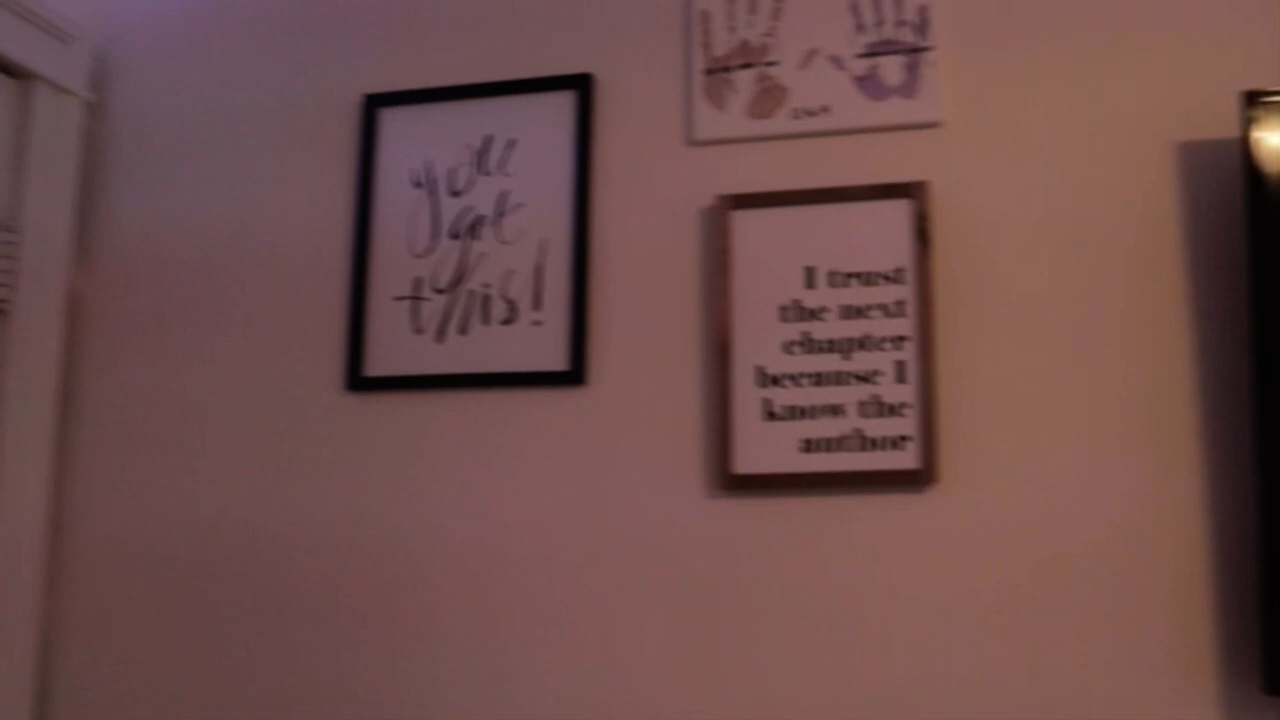 you
got
this!
I trust
the next
chapter
because I
know the
author